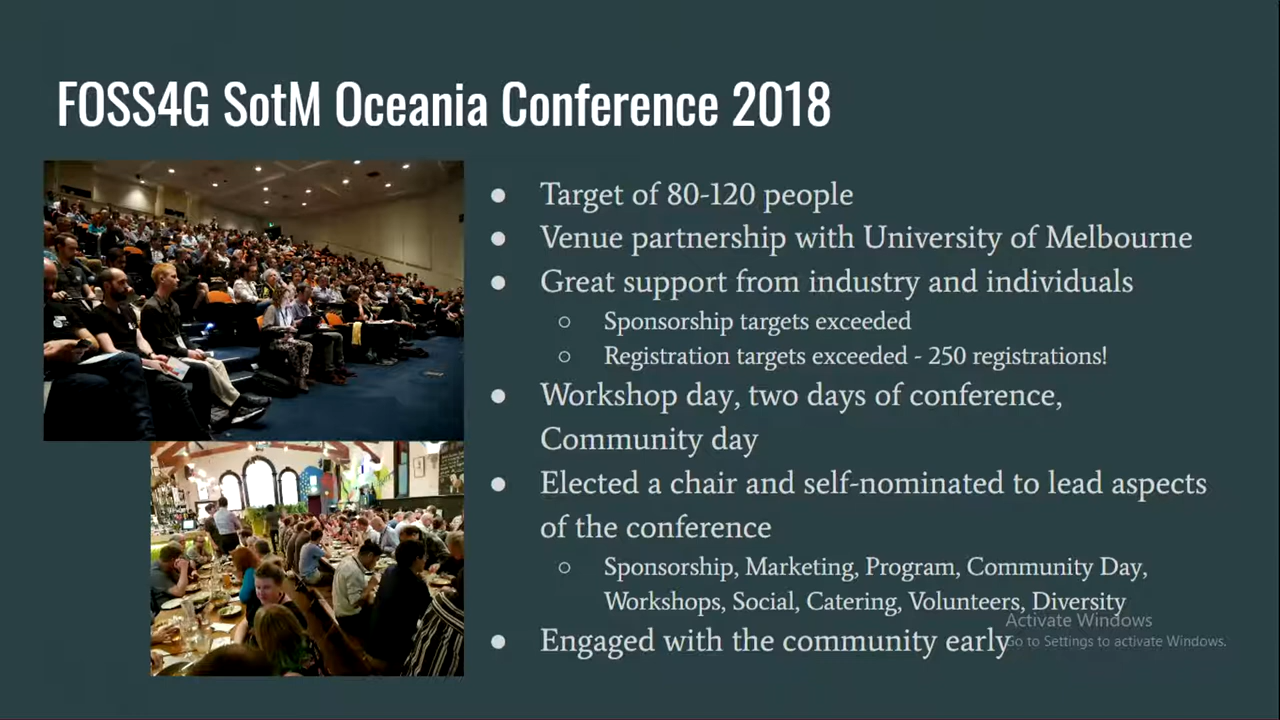 FOSS4G SotM Oceania Conference 2018
● Target of 80-120 people
● Venue partnership with University of Melbourne
● Great support from industry and individuals
○ Sponsorship targets exceeded
○ Registration targets exceeded - 250 registrations!
● Workshop day, two days of conference,
Community day
● Elected a chair and self-nominated to lead aspects
of the conference
○ Sponsorship, Marketing, Program, Community Day,
Workshops, Social, Catering, Volunteers, Diversity
● Engaged with the community early
Activate Windows
Go to Settings to activate Windows.